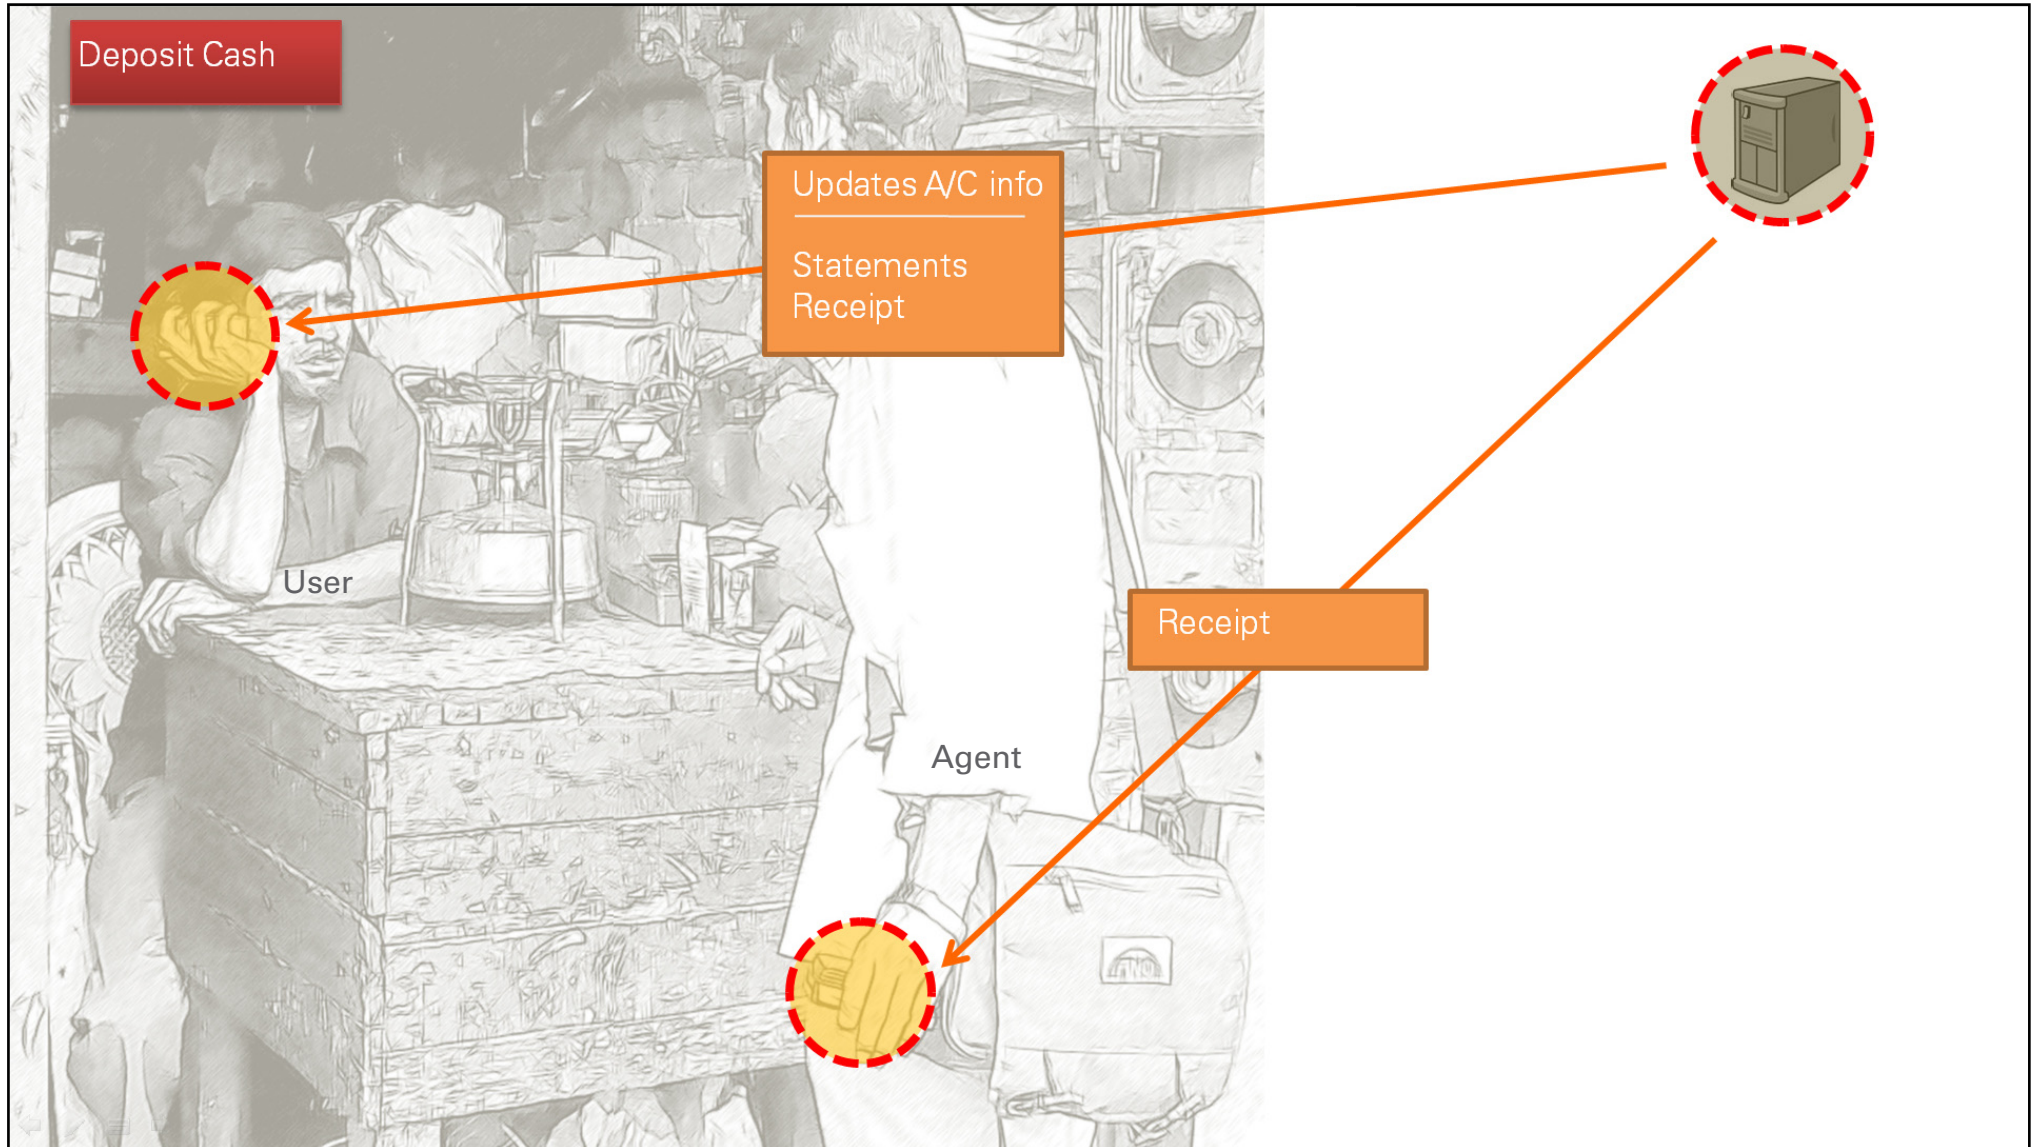 Deposit Cash
Updates A/C info
Statements
Receipt
User
Receipt
Agent